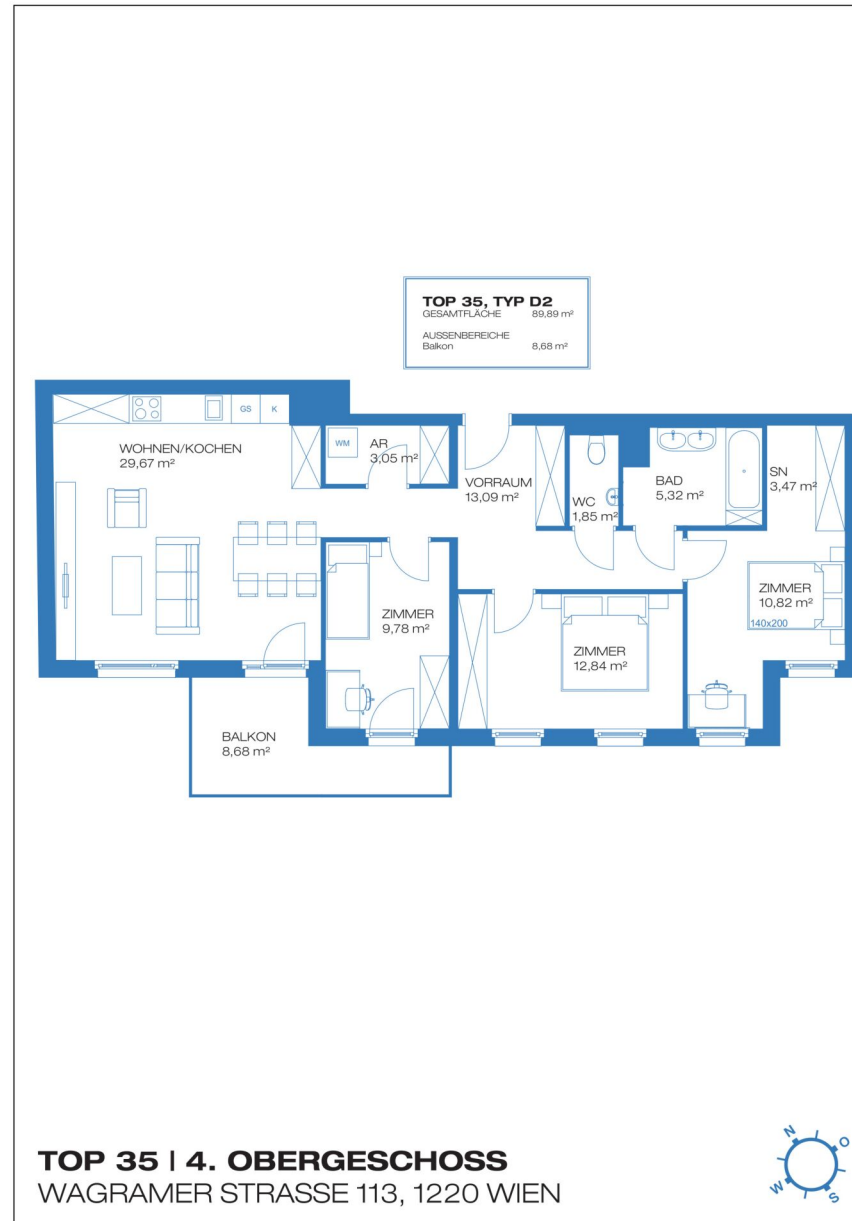 TOP 35, TYP D2
GESAMTFLÄCHE 89,89 m²
AUSSENBEREICHE
Balkon 8,68 m²
GS K
WOHNEN/KOCHEN
29,67 m²
WM
AR
3,05 m²
VORRAUM
13,09 m²
WC
1,85 m²
BAD
5,32 m²
SN
3,47 m²
ZIMMER
9,78 m²
ZIMMER
12,84 m²
ZIMMER
10,82 m²
140x200
BALKON
8,68 m²
TOP 35 | 4. OBERGESCHOSS
WAGRAMER STRASSE 113, 1220 WIEN
N
O
W
S